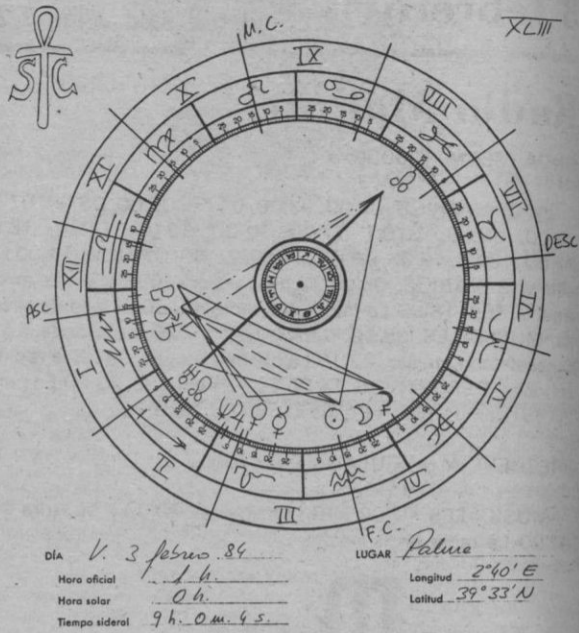 XLIII
STC
M.C.
IX
X
VIII
XI
VII
DESC
XII
ASC
VI
I
V
II
IV
III
F.C.
DÍA V. 3 febrero 84
LUGAR Palma
Hora oficial 1 h.
Longitud 2°40' E
Hora solar 0 h.
Latitud 39°33'N
Tiempo sideral 9 h. 0 m. 4 s.